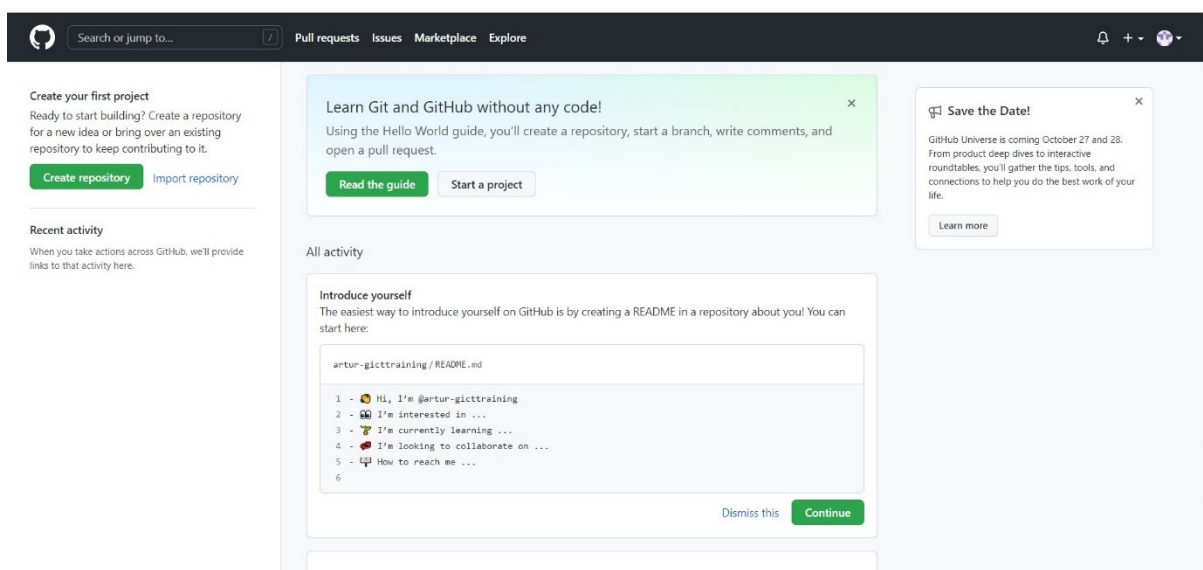 Search or jump to...
/
Pull requests Issues Marketplace Explore
Create your first project
Ready to start building? Create a repository
for a new idea or bring over an existing
repository to keep contributing to it.
Create repository Import repository
Recent activity
When you take actions across GitHub, we'll provide
links to that activity here.
Learn Git and GitHub without any code!
Using the Hello World guide, you'll create a repository, start a branch, write comments, and
open a pull request.
Read the guide Start a project
All activity
Introduce yourself
The easiest way to introduce yourself on GitHub is by creating a README in a repository about you! You can
start here:
artur-gicttraining/README.md
1 - 👋 Hi, I'm @artur-gicttraining
2 - 👀 I'm interested in ...
3 - 🌱 I'm currently learning ...
4 - 💞️ I'm looking to collaborate on ...
5 - 📫 How to reach me ...
6
Dismiss this Continue
Save the Date!
GitHub Universe is coming October 27 and 28.
From product deep dives to interactive
roundtables, you'll gather the tips, tools, and
connections to help you do the best work of your
life.
Learn more